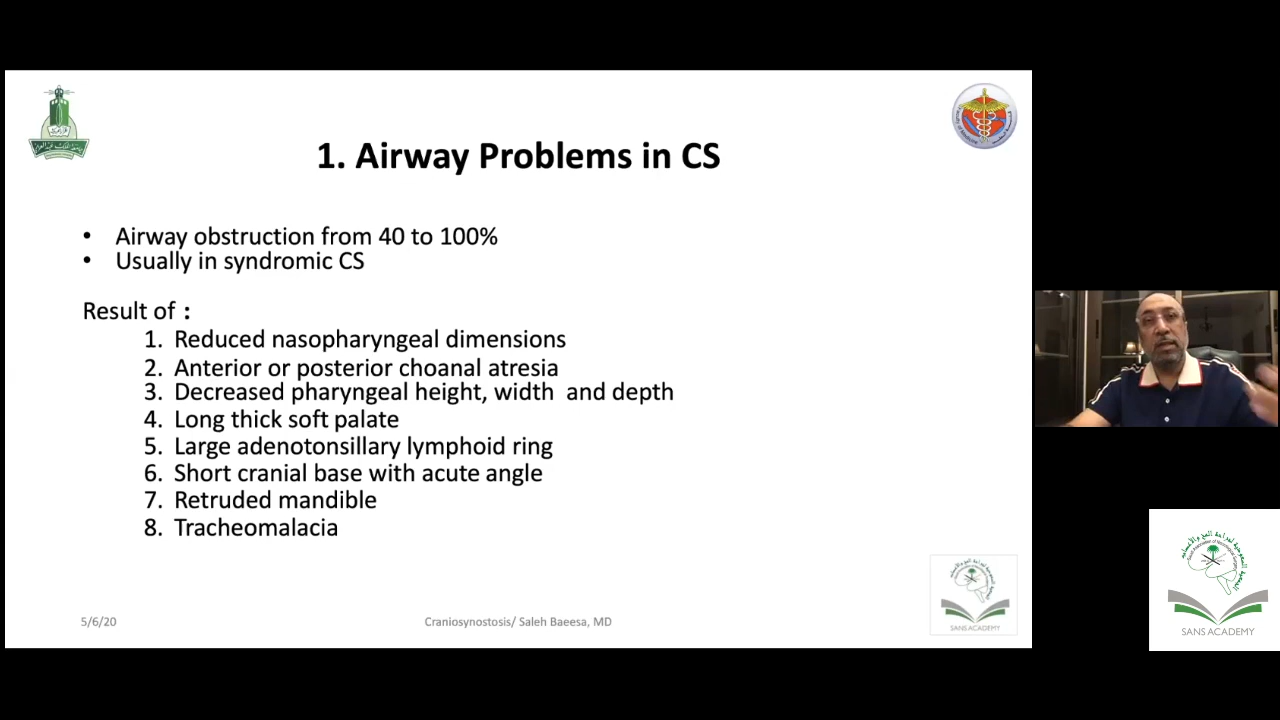 1. Airway Problems in CS
• Airway obstruction from 40 to 100%
• Usually in syndromic CS
Result of :
1. Reduced nasopharyngeal dimensions
2. Anterior or posterior choanal atresia
3. Decreased pharyngeal height, width and depth
4. Long thick soft palate
5. Large adenotonsillary lymphoid ring
6. Short cranial base with acute angle
7. Retruded mandible
8. Tracheomalacia
5/6/20
Craniosynostosis/ Saleh Baeesa, MD
SANS ACADEMY
SANS ACADEMY